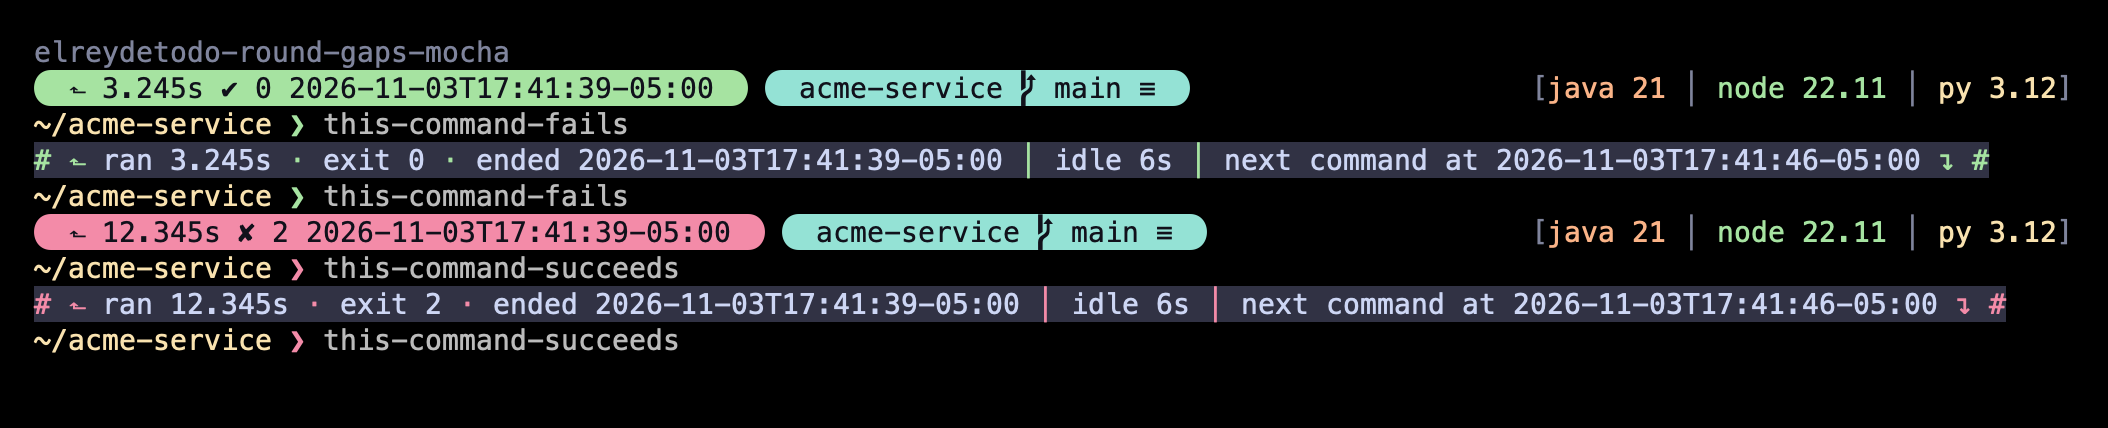 elreydetodo-round-gaps-mocha
⬑ 3.245s ✔ 0 2026-11-03T17:41:39-05:00 acme-service main ≡ [java 21 │ node 22.11 │ py 3.12]
~/acme-service ❯ this-command-fails
# ⬑ ran 3.245s · exit 0 · ended 2026-11-03T17:41:39-05:00 │ idle 6s │ next command at 2026-11-03T17:41:46-05:00 ↴ #
~/acme-service ❯ this-command-fails
⬑ 12.345s ✘ 2 2026-11-03T17:41:39-05:00 acme-service main ≡ [java 21 │ node 22.11 │ py 3.12]
~/acme-service ❯ this-command-succeeds
# ⬑ ran 12.345s · exit 2 · ended 2026-11-03T17:41:39-05:00 │ idle 6s │ next command at 2026-11-03T17:41:46-05:00 ↴ #
~/acme-service ❯ this-command-succeeds